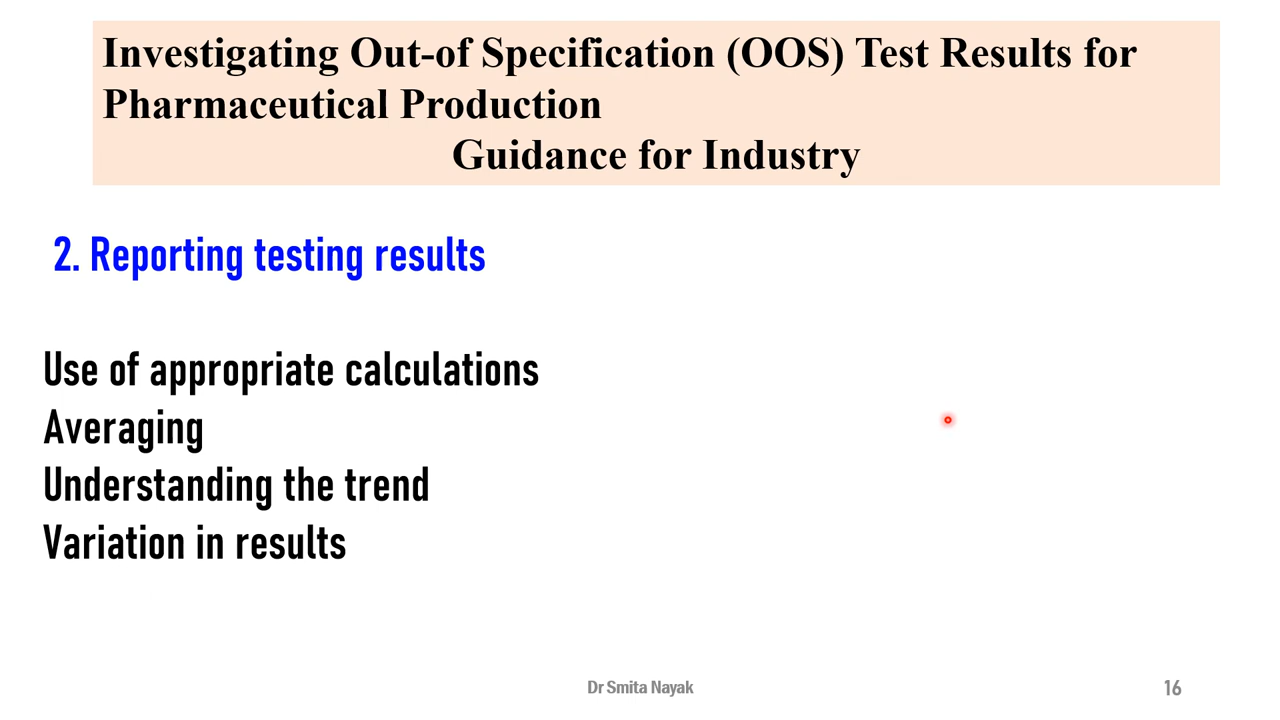 Investigating Out-of Specification (OOS) Test Results for
Pharmaceutical Production
Guidance for Industry
2. Reporting testing results
Use of appropriate calculations
Averaging
Understanding the trend
Variation in results
Dr Smita Nayak
16